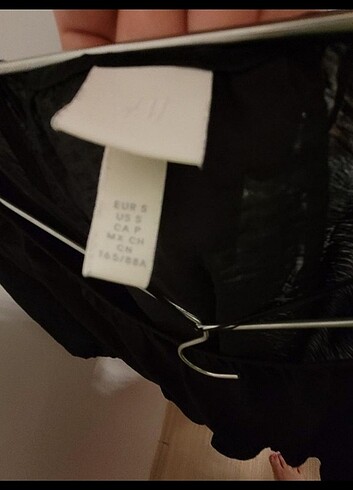 EUR S
US S
CA P
MX CH
CN
165/88A